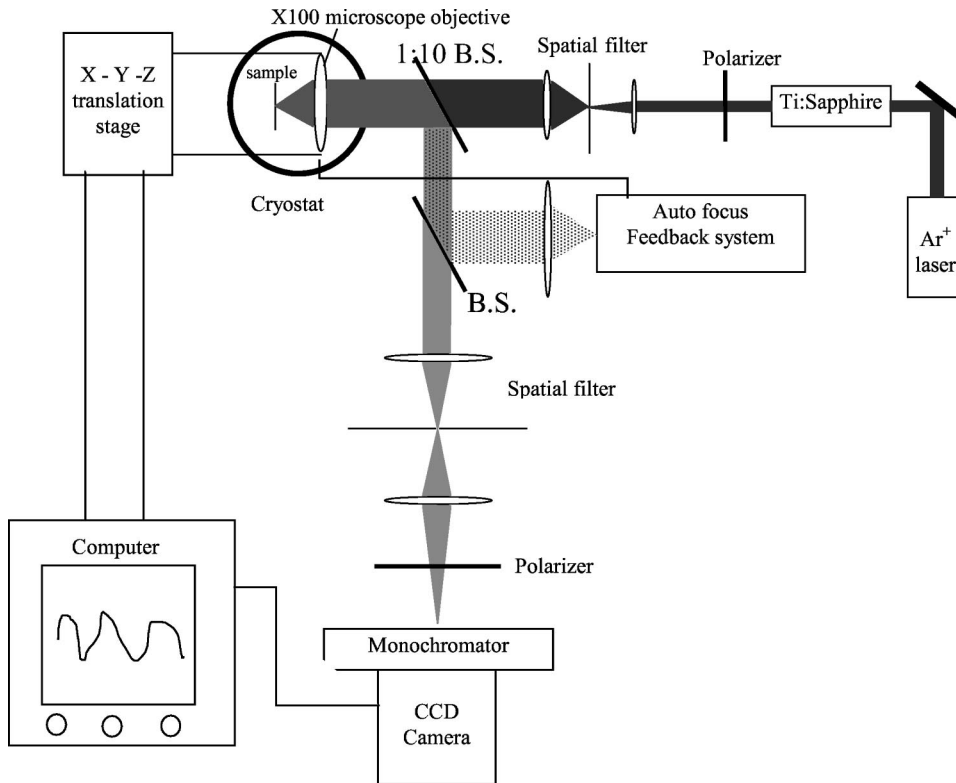 X100 microscope objective
1:10 B.S.
Spatial filter
Polarizer
X - Y -Z
translation
stage
sample
Ti:Sapphire
Cryostat
Auto focus
Feedback system
Ar+
laser
B.S.
Spatial filter
Computer
Polarizer
Monochromator
CCD
Camera